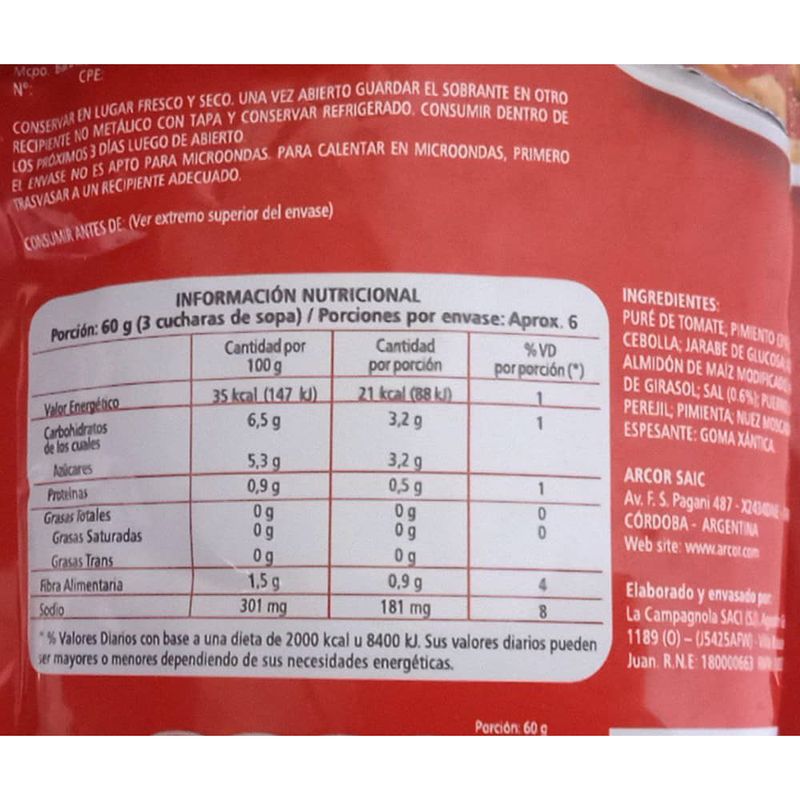 Mcpo.
CPE:
N°:
CONSERVAR EN LUGAR FRESCO Y SECO. UNA VEZ ABIERTO GUARDAR EL SOBRANTE EN OTRO
RECIPIENTE NO METÁLICO CON TAPA Y CONSERVAR REFRIGERADO. CONSUMIR DENTRO DE
LOS PRÓXIMOS 3 DÍAS LUEGO DE ABIERTO
EL ENVASE NO ES APTO PARA MICROONDAS. PARA CALENTAR EN MICROONDAS, PRIMERO
TRASVASAR A UN RECIPIENTE ADECUADO.
CONSUMIR ANTES DE: (Ver extremo superior del envase)
INFORMACIÓN NUTRICIONAL
Porción: 60 g (3 cucharas de sopa) / Porciones por envase: Aprox. 6
Cantidad por 100 g Cantidad por porción % VD por porción (*)
Valor Energético 35 kcal (147 kJ) 21 kcal (88 kJ) 1
Carbohidratos 6,5 g 3,2 g 1
de los cuales
Azúcares 5,3 g 3,2 g
Proteínas 0,9 g 0,5 g 1
Grasas Totales 0 g 0 g 0
Grasas Saturadas 0 g 0 g 0
Grasas Trans 0 g 0 g
Fibra Alimentaria 1,5 g 0,9 g 4
Sodio 301 mg 181 mg 8
* % Valores Diarios con base a una dieta de 2000 kcal u 8400 kJ. Sus valores diarios pueden
ser mayores o menores dependiendo de sus necesidades energéticas.
INGREDIENTES:
PURÉ DE TOMATE, PIMIENTO
CEBOLLA; JARABE DE GLUCOSA
ALMIDÓN DE MAÍZ MODIFICADO
DE GIRASOL; SAL (0.6%);
PEREJIL; PIMIENTA; NUEZ
ESPESANTE: GOMA XÁNTICA
ARCOR SAIC
Av. F. S. Pagani 487 -
CÓRDOBA - ARGENTINA
Web site: www.arcor.com
Elaborado y envasado por
La Campagnola SACI
1189 (O) – (J5425AFW) -
Juan. R.N.E: 180000663
Porción: 60 g